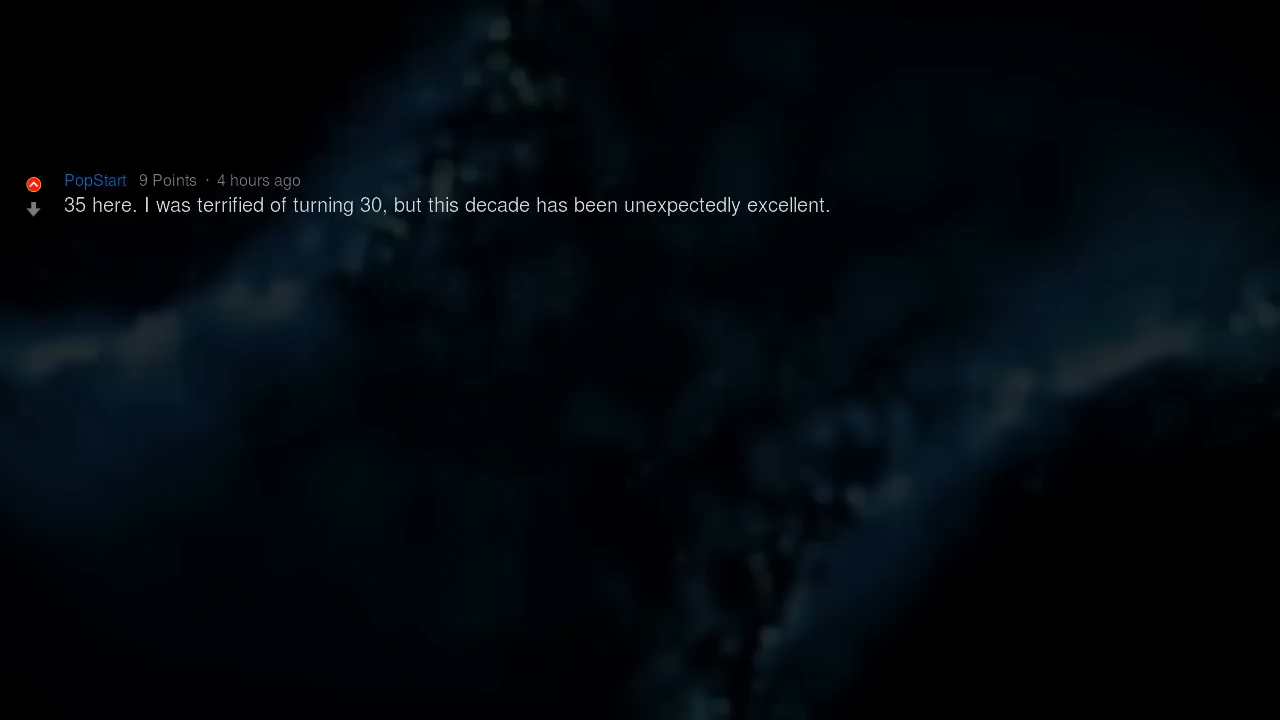 PopStart 9 Points · 4 hours ago
35 here. I was terrified of turning 30, but this decade has been unexpectedly excellent.